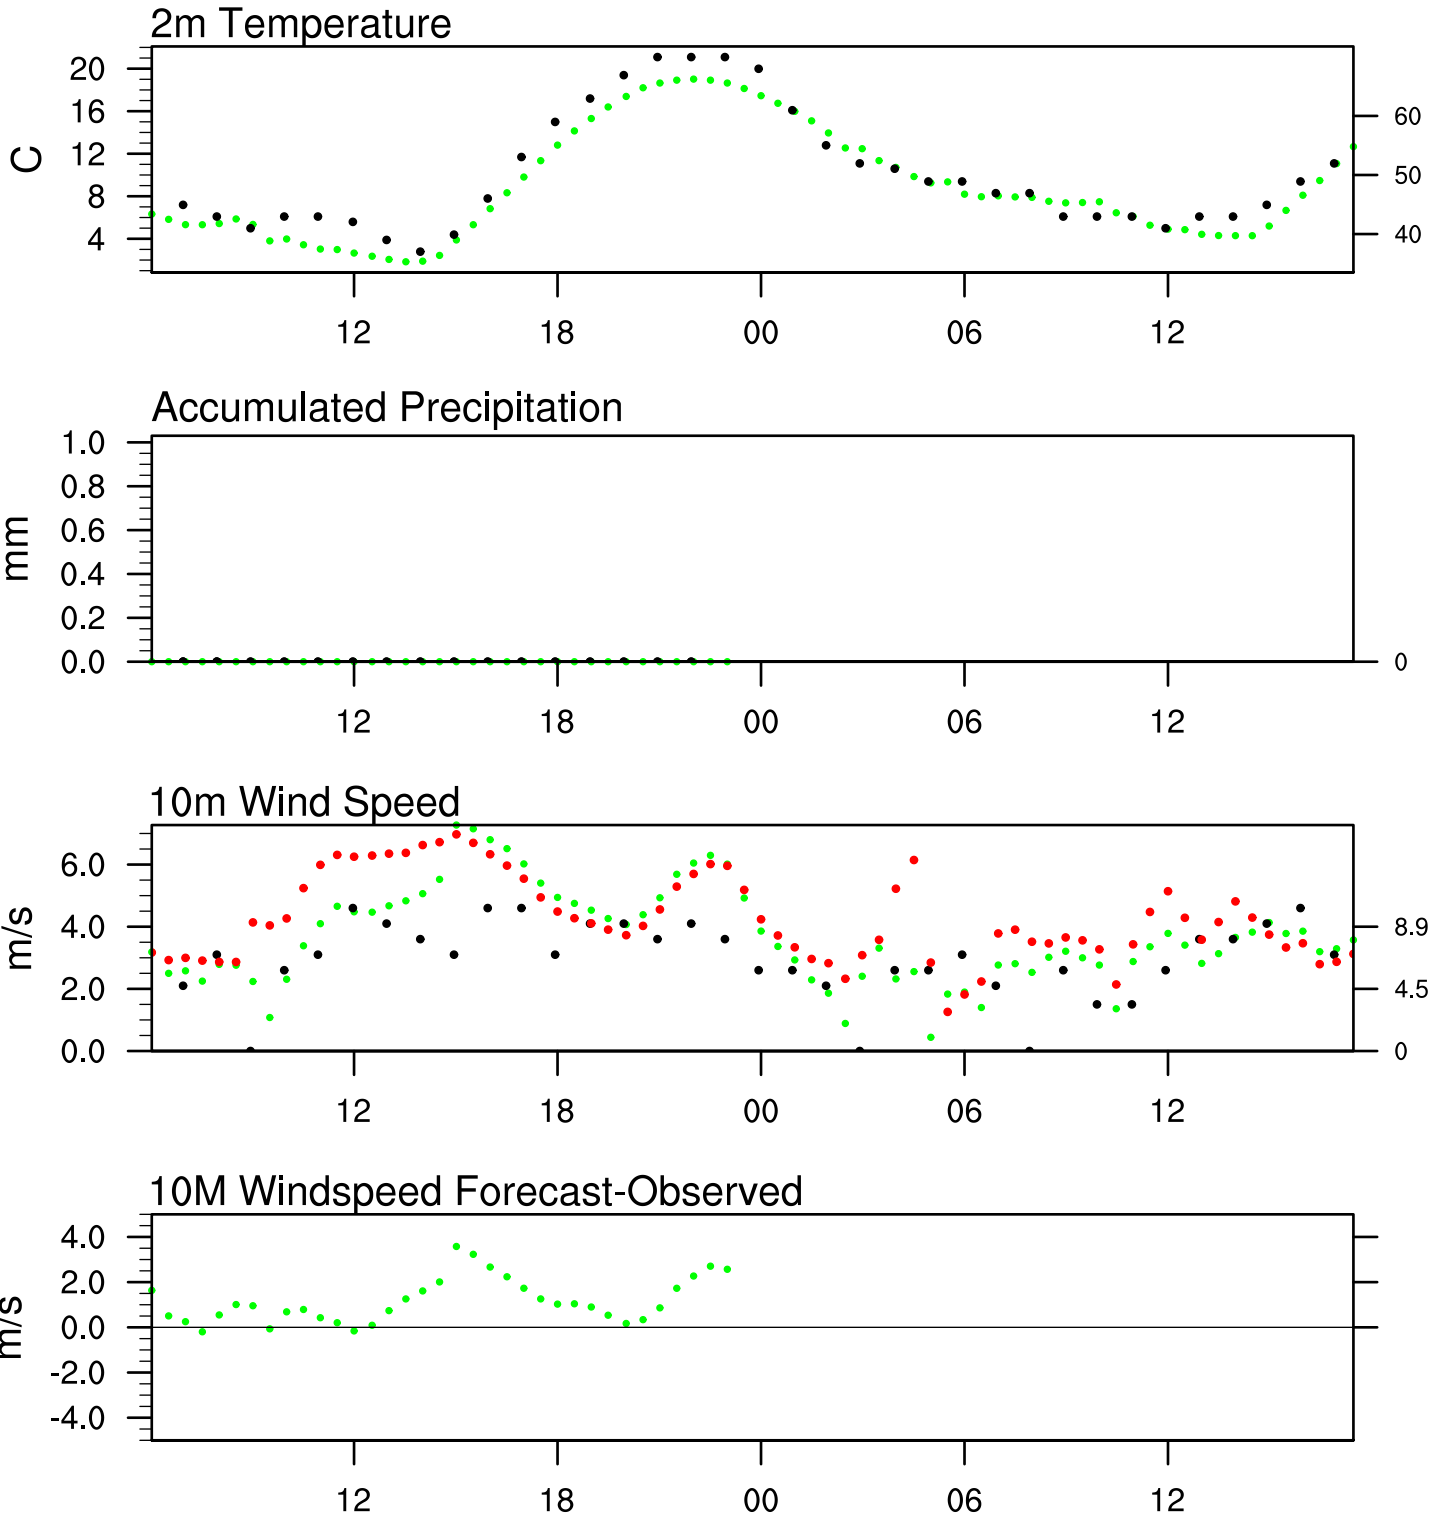 2m Temperature
20
16
12
8
4
C
60
50
40
12 18 00 06 12
Accumulated Precipitation
1.0
0.8
0.6
0.4
0.2
0.0
mm
0
12 18 00 06 12
10m Wind Speed
6.0
4.0
2.0
0.0
m/s
8.9
4.5
0
12 18 00 06 12
10M Windspeed Forecast-Observed
4.0
2.0
0.0
-2.0
-4.0
m/s
12 18 00 06 12